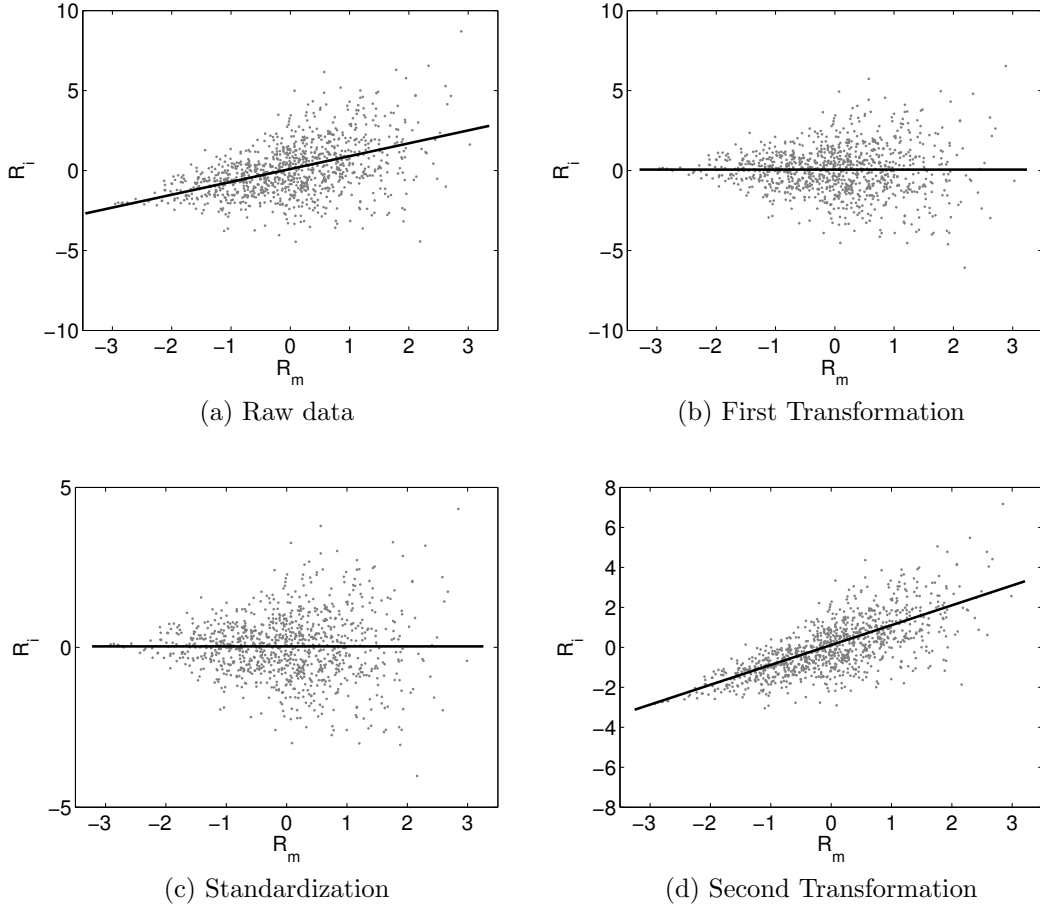 10
5
0
−5
−10
R_i
−3 −2 −1 0 1 2 3
R_m
(a) Raw data
10
5
0
−5
−10
R_i
−3 −2 −1 0 1 2 3
R_m
(b) First Transformation
5
0
−5
R_i
−3 −2 −1 0 1 2 3
R_m
(c) Standardization
8
6
4
2
0
−2
−4
−6
−8
R_i
−3 −2 −1 0 1 2 3
R_m
(d) Second Transformation